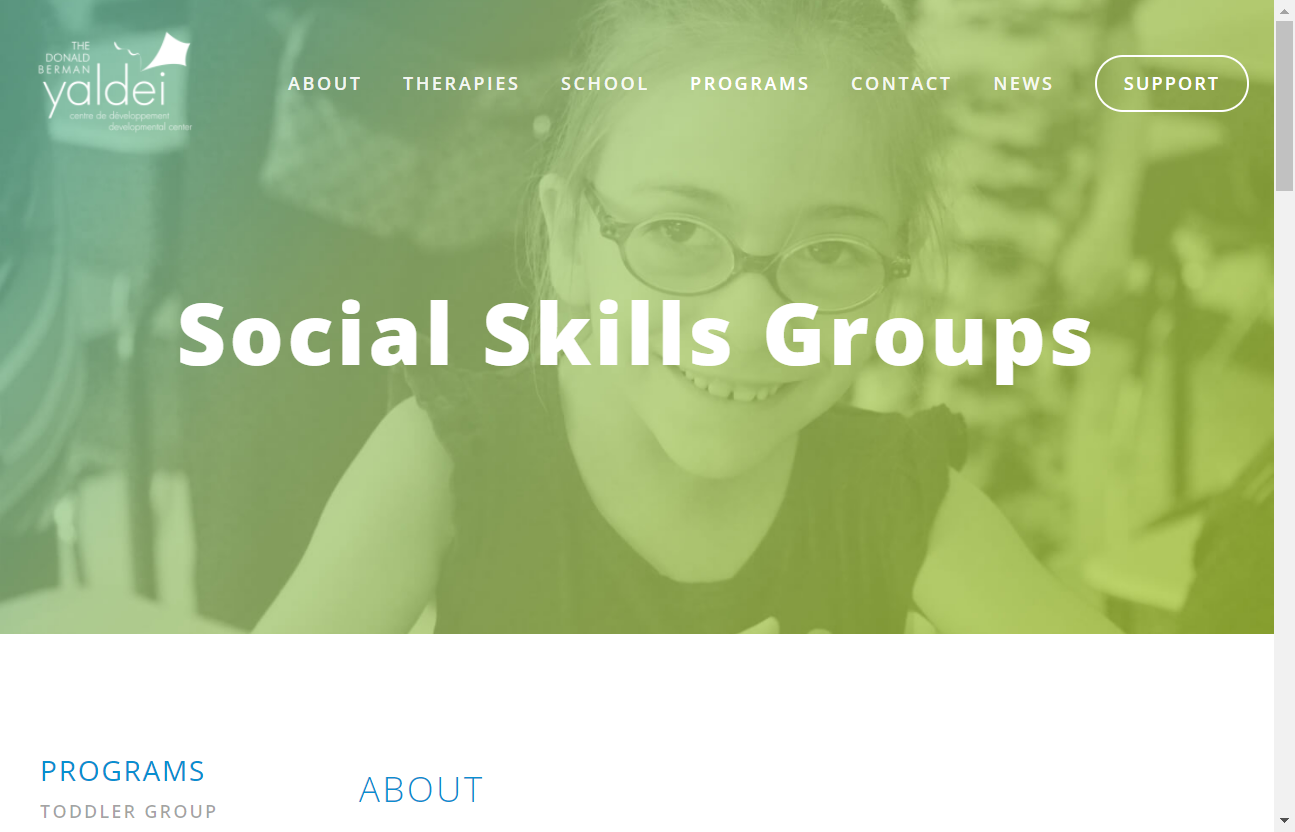 THE
DONALD
BERMAN
yaldei
centre de développement
developmental center
ABOUT THERAPIES SCHOOL PROGRAMS CONTACT NEWS SUPPORT
Social Skills Groups
PROGRAMS
ABOUT
TODDLER GROUP